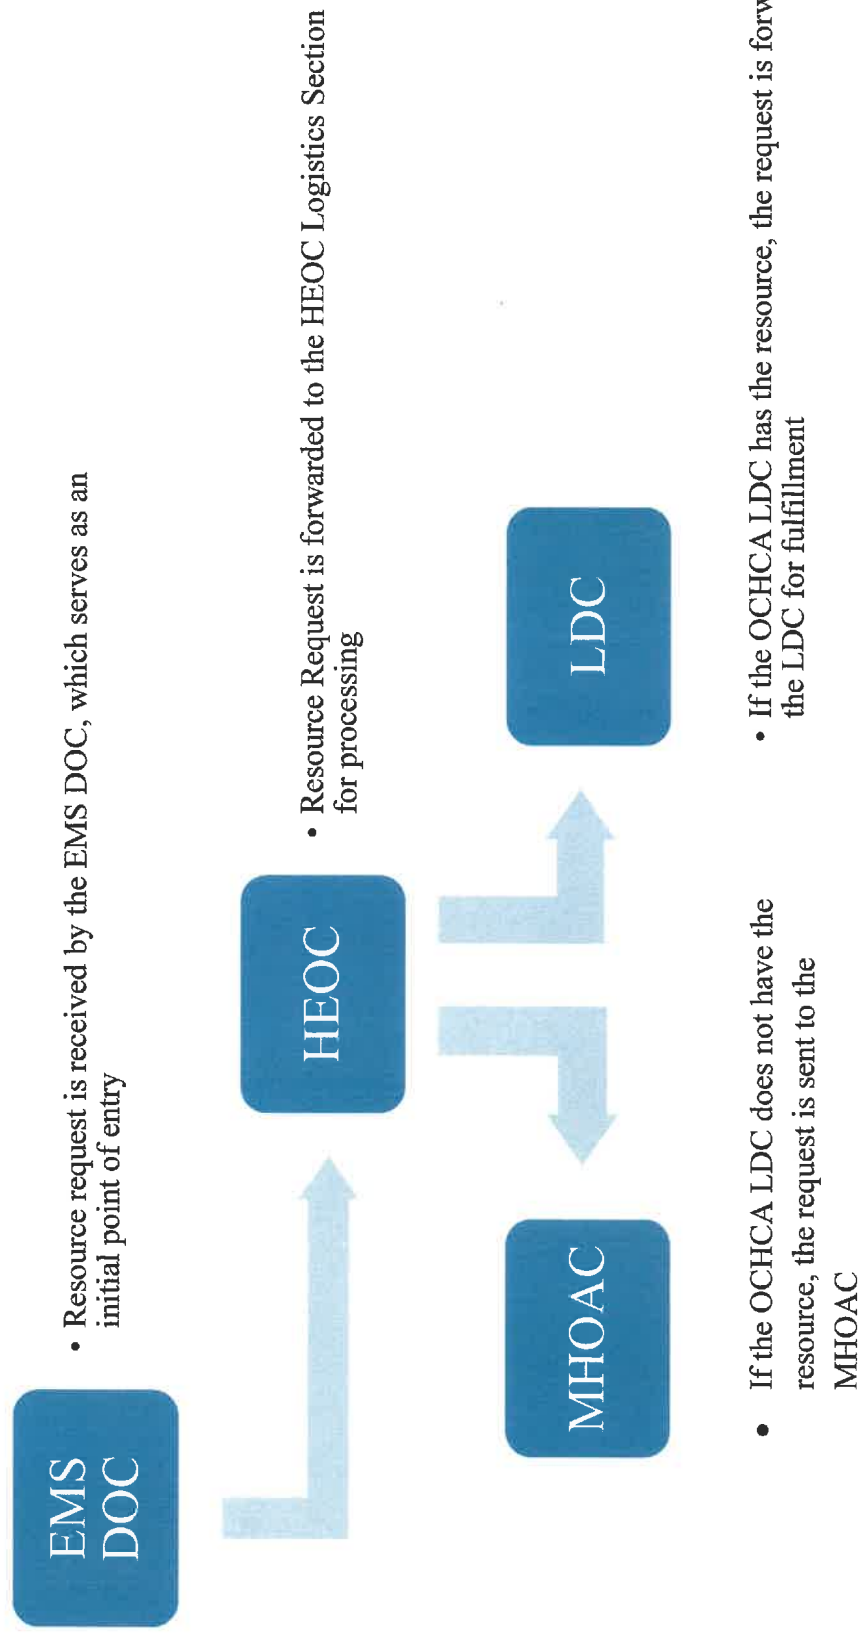 EMS
DOC
• Resource request is received by the EMS DOC, which serves as an
initial point of entry
HEOC
• Resource Request is forwarded to the HEOC Logistics Section
for processing
MHOAC
LDC
• If the OCHCA LDC does not have the
resource, the request is sent to the
MHOAC
• If the OCHCA LDC has the resource, the request is forw
the LDC for fulfillment